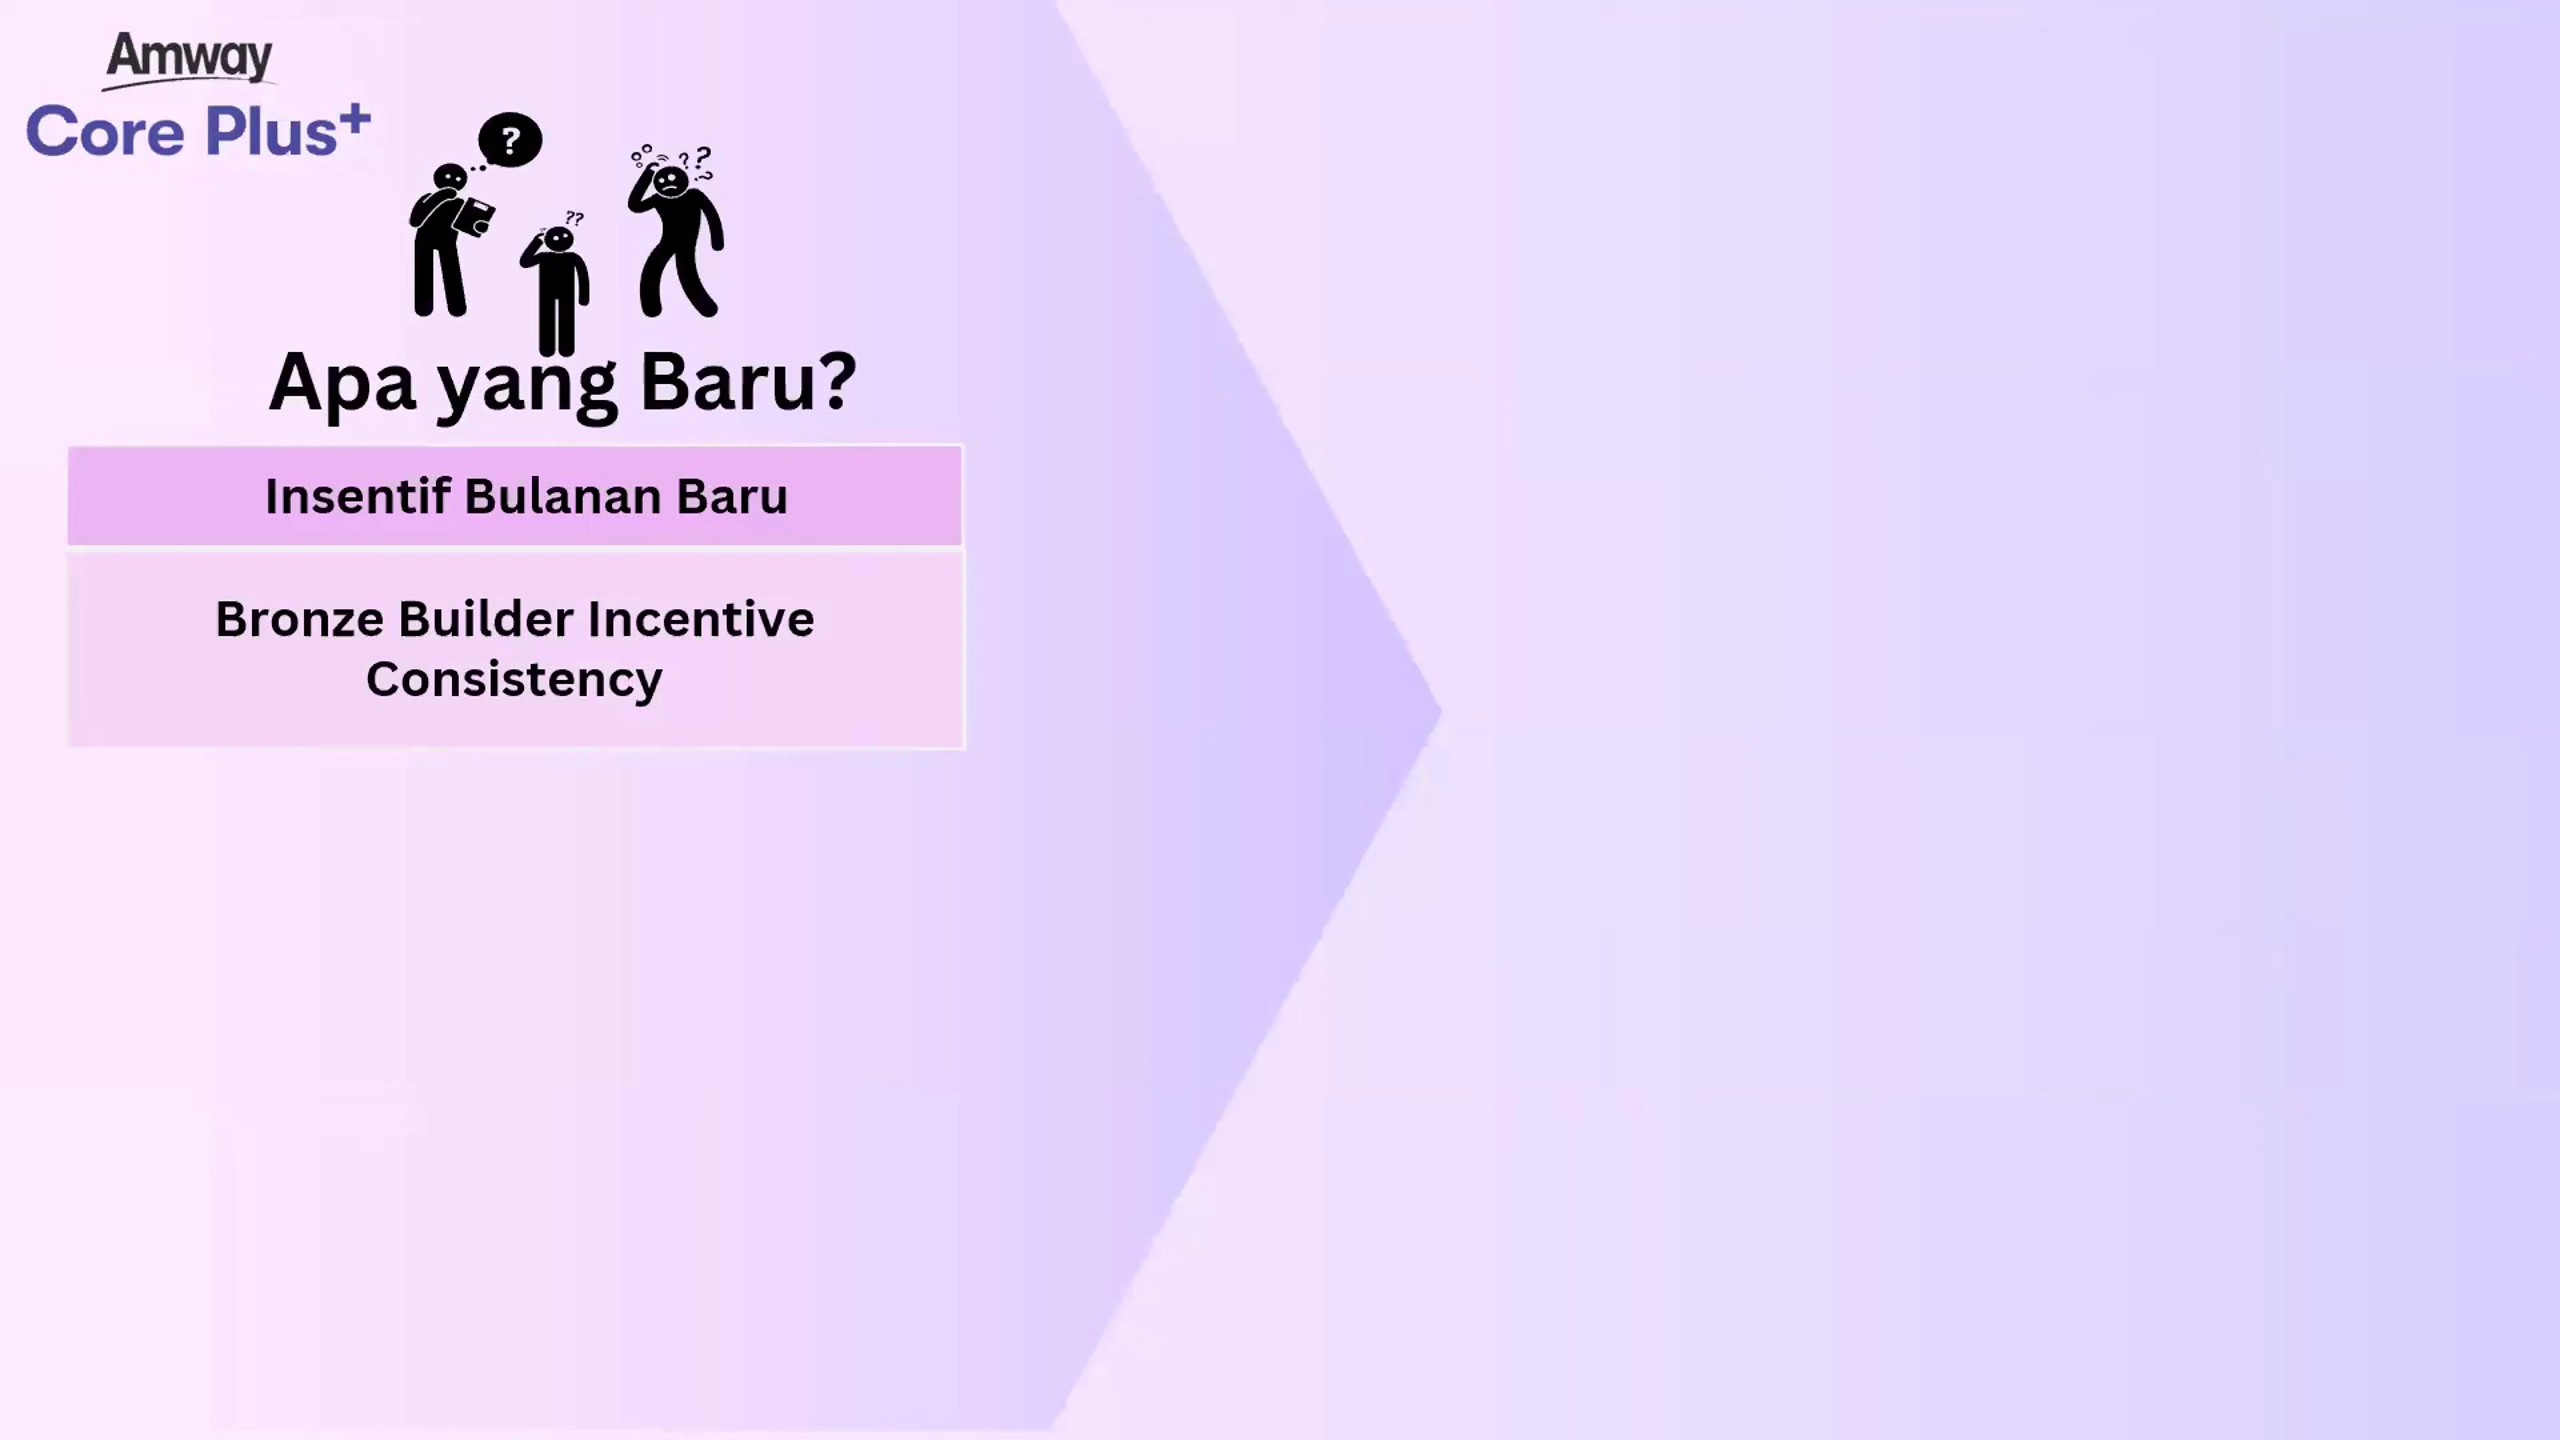 Amway
Core Plus+
?
? ? ?
??
Apa yang Baru?
Insentif Bulanan Baru
Bronze Builder Incentive
Consistency